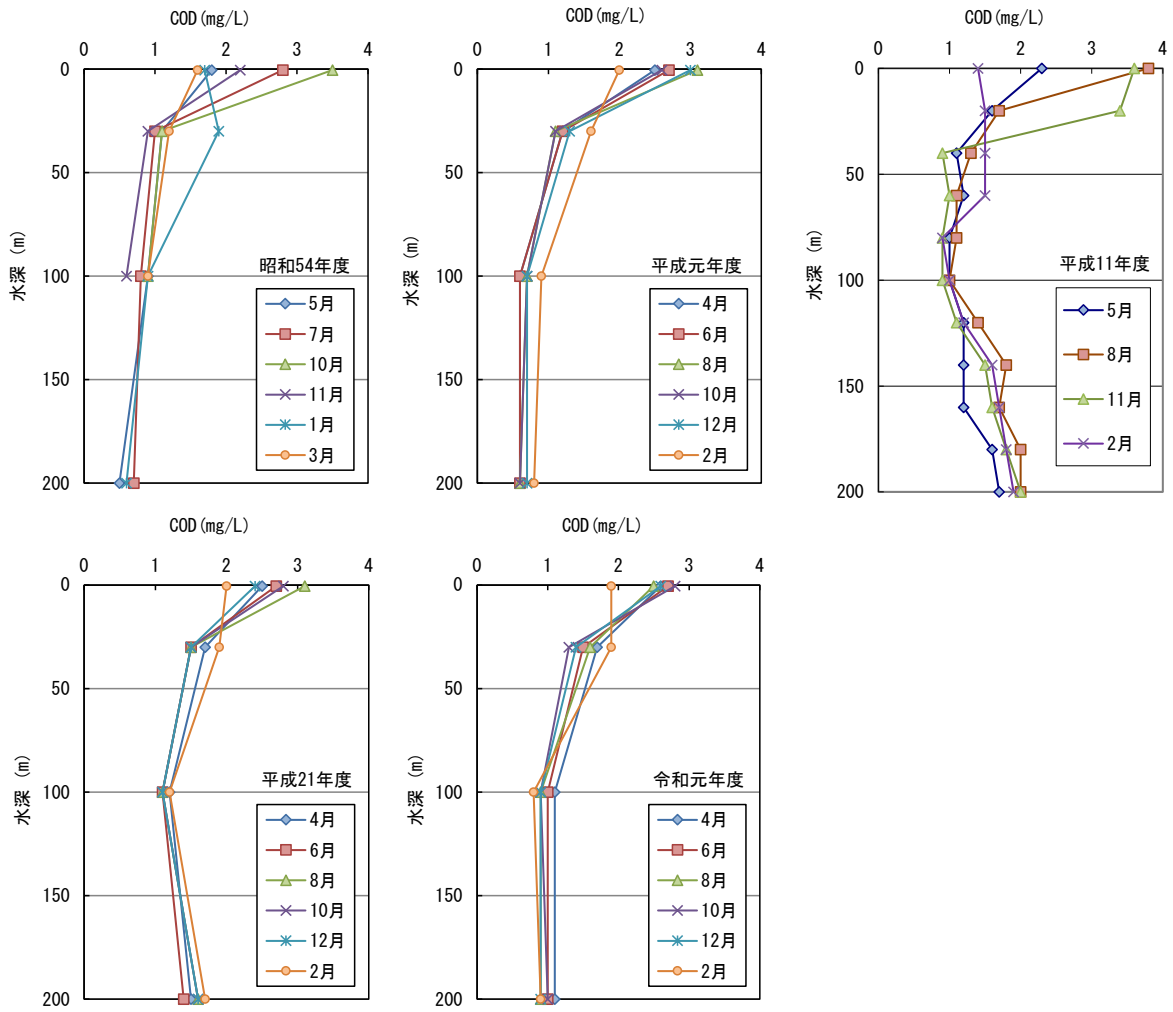 COD(mg/L)
0 1 2 3 4
0
50
100
150
200
水深 (m)
昭和54年度
5月
7月
10月
11月
1月
3月
COD(mg/L)
0 1 2 3 4
0
50
100
150
200
水深 (m)
平成元年度
4月
6月
8月
10月
12月
2月
COD(mg/L)
0 1 2 3 4
0
50
100
150
200
水深 (m)
平成11年度
5月
8月
11月
2月
COD(mg/L)
0 1 2 3 4
0
50
100
150
200
水深 (m)
平成21年度
4月
6月
8月
10月
12月
2月
COD(mg/L)
0 1 2 3 4
0
50
100
150
200
水深 (m)
令和元年度
4月
6月
8月
10月
12月
2月